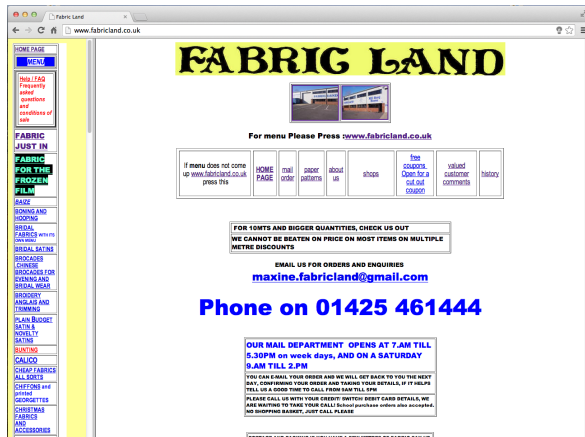 Fabric Land
www.fabricland.co.uk
HOME PAGE
MENU
Help / FAQ
Frequently
asked
questions
and
conditions of
sale
FABRIC
JUST IN
FABRIC
FOR THE
FROZEN
FILM
BAIZE
BONING AND
HOOPING
BRIDAL
FABRICS WITH ITS
OWN MENU
BRIDAL SATINS
BROCADES
,CHINESE
BROCADES FOR
EVENING AND
BRIDAL WEAR
BROIDERY
ANGLAIS AND
TRIMMING
PLAIN BUDGET
SATIN &
NOVELTY
SATINS
BUNTING
CALICO
CHEAP FABRICS
ALL SORTS
CHIFFONS and
printed
GEORGETTES
CHRISTMAS
FABRICS
AND
ACCESSORIES
FABRIC LAND
For menu Please Press :www.fabricland.co.uk
If menu does not come
up www.fabricland.co.uk
press this
HOME
PAGE
mail
order
paper
patterns
about
us
shops
free
coupons
Open for a
cut out
coupon
valued
customer
comments
history
FOR 10MTS AND BIGGER QUANTITIES, CHECK US OUT
WE CANNOT BE BEATEN ON PRICE ON MOST ITEMS ON MULTIPLE
METRE DISCOUNTS
EMAIL US FOR ORDERS AND ENQUIRIES
maxine.fabricland@gmail.com
Phone on 01425 461444
OUR MAIL DEPARTMENT OPENS AT 7.AM TILL
5.30PM on week days, AND ON A SATURDAY
9.AM TILL 2.PM
YOU CAN E-MAIL YOUR ORDER AND WE WILL GET BACK TO YOU THE NEXT
DAY, CONFIRMING YOUR ORDER AND TAKING YOUR DETAILS, IF IT HELPS
TELL US A GOOD TIME TO CALL FROM 9AM TILL 5PM
PLEASE CALL US WITH YOUR CREDIT/ SWITCH/ DEBIT CARD DETAILS, WE
ARE WAITING TO TAKE YOUR CALL! School purchase orders also accepted.
NO SHOPPING BASKET, JUST CALL PLEASE